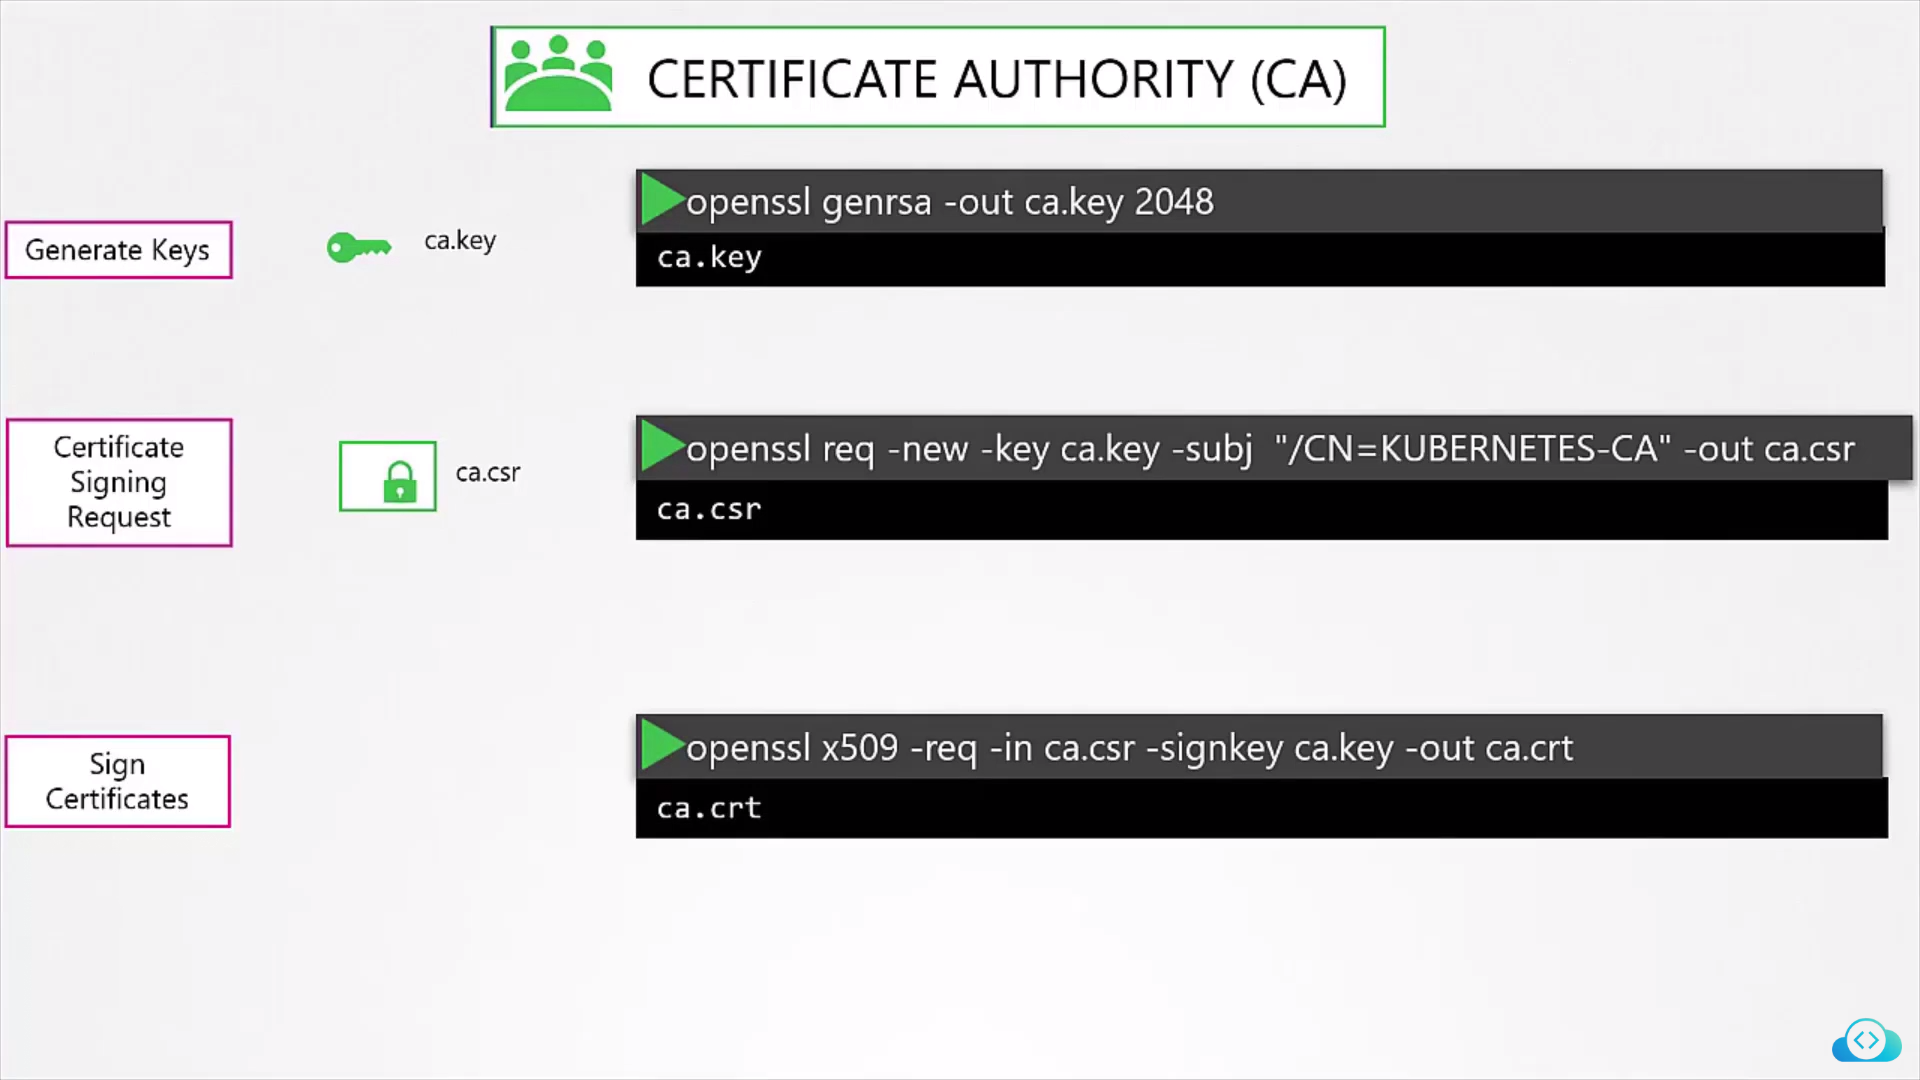 CERTIFICATE AUTHORITY (CA)
Generate Keys
ca.key
openssl genrsa -out ca.key 2048
ca.key
Certificate
Signing
Request
ca.csr
openssl req -new -key ca.key -subj "/CN=KUBERNETES-CA" -out ca.csr
ca.csr
Sign
Certificates
openssl x509 -req -in ca.csr -signkey ca.key -out ca.crt
ca.crt